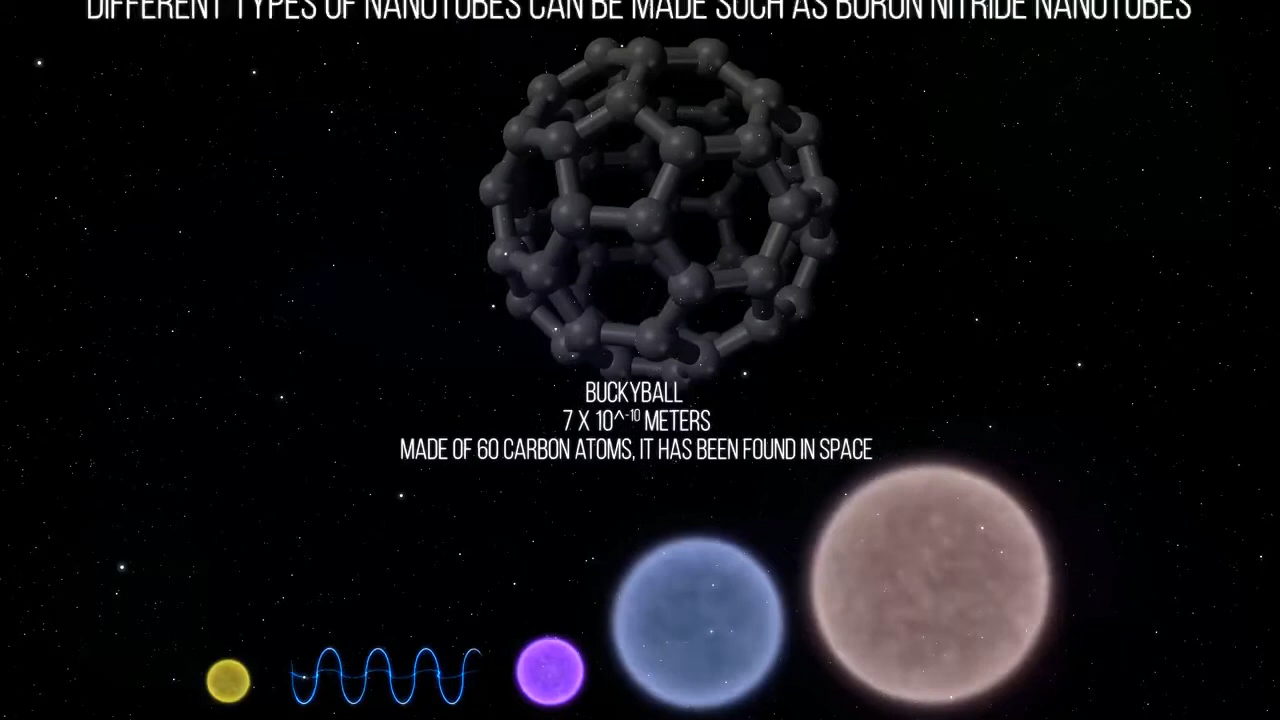 DIFFERENT TYPES OF NANOTUBES CAN BE MADE SUCH AS BORON NITRIDE NANOTUBES
BUCKYBALL
7 X 10^-10 METERS
MADE OF 60 CARBON ATOMS, IT HAS BEEN FOUND IN SPACE